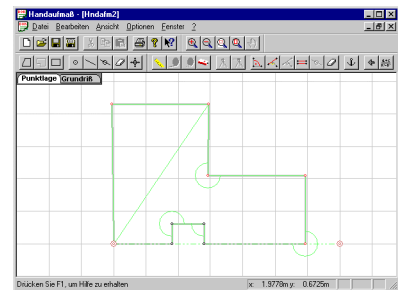 Handaufmaß - [Hndafm2]
Datei Bearbeiten Ansicht Optionen Fenster ?
Punktlage Grundriß
Drücken Sie F1, um Hilfe zu erhalten
x: 1.9778m y: 0.6725m